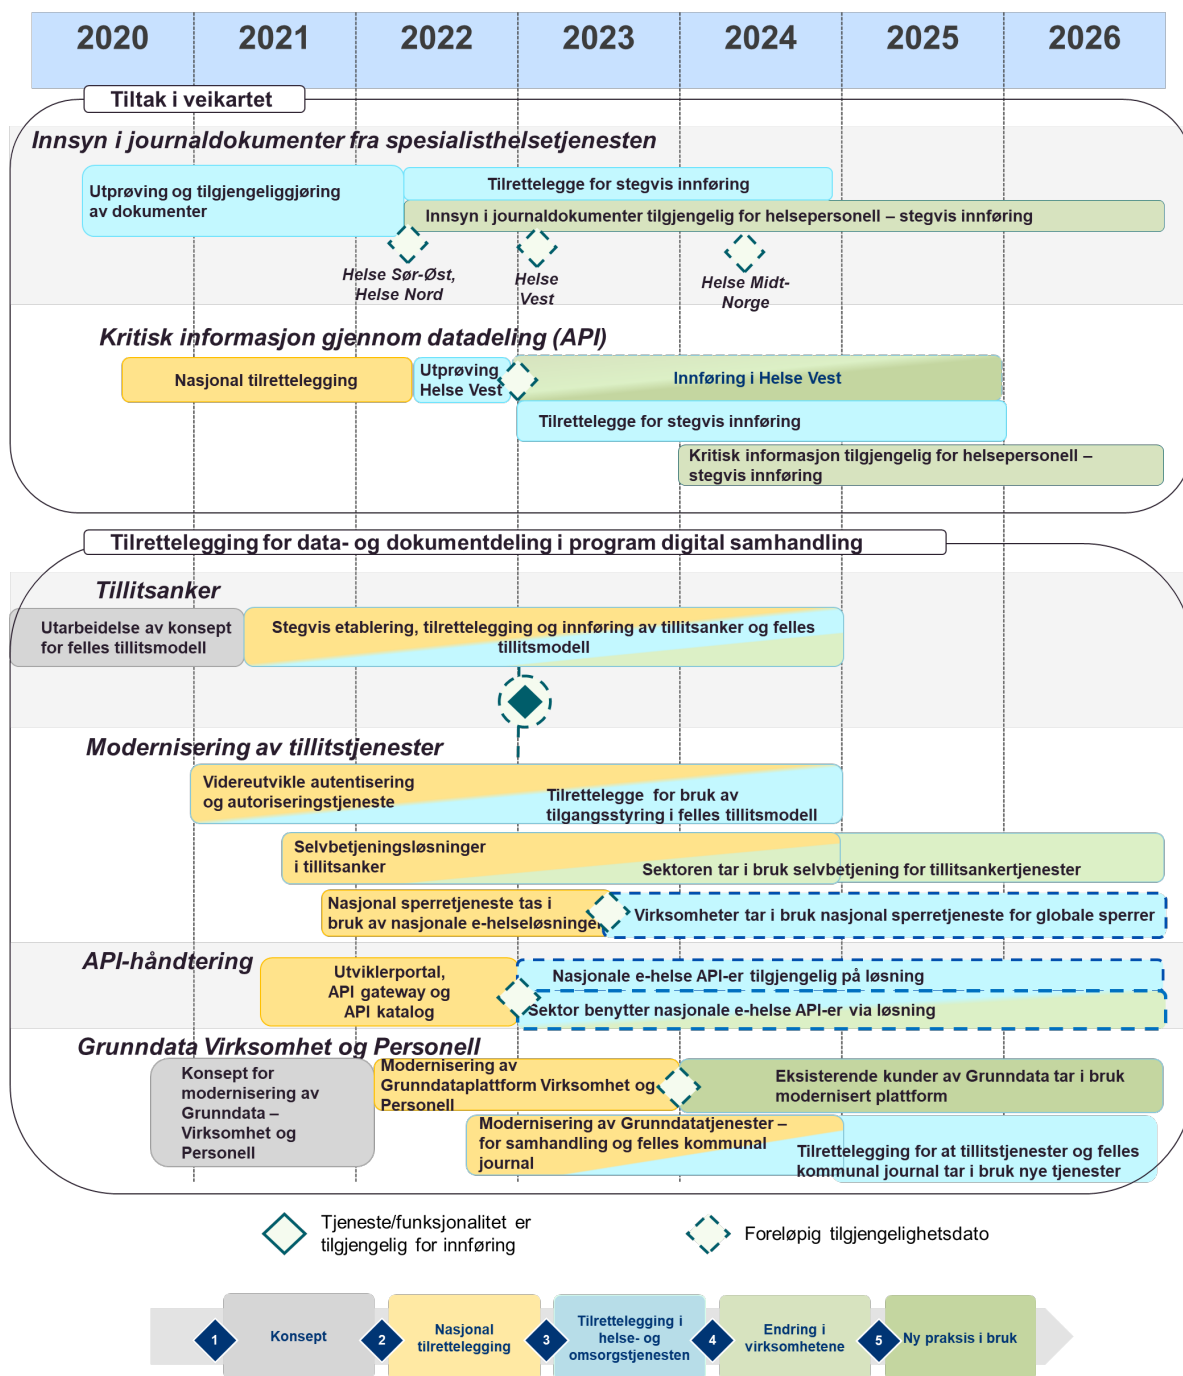 2020 2021 2022 2023 2024 2025 2026
Tiltak i veikartet
Innsyn i journaldokumenter fra spesialisthelsetjenesten
Utprøving og tilgjengeliggjøring
av dokumenter
Tilrettelegge for stegvis innføring
Innsyn i journaldokumenter tilgjengelig for helsepersonell – stegvis innføring
Helse Sør-Øst,
Helse Nord
Helse
Vest
Helse Midt-
Norge
Kritisk informasjon gjennom datadeling (API)
Nasjonal tilrettelegging
Utprøving
Helse Vest
Innføring i Helse Vest
Tilrettelegge for stegvis innføring
Kritisk informasjon tilgjengelig for helsepersonell –
stegvis innføring
Tilrettelegging for data- og dokumentdeling i program digital samhandling
Tillitsanker
Utarbeidelse av konsept
for felles tillitsmodell
Stegvis etablering, tilrettelegging og innføring av tillitsanker og felles
tillitsmodell
Modernisering av tillitstjenester
Videreutvikle autentisering
og autoriseringstjeneste
Tilrettelegge for bruk av
tilgangsstyring i felles tillitsmodell
Selvbetjeningsløsninger
i tillitsanker
Sektoren tar i bruk selvbetjening for tillitsankertjenester
Nasjonal sperretjeneste tas i
bruk av nasjonale e-helseløsninger
Virksomheter tar i bruk nasjonal sperretjeneste for globale sperrer
API-håndtering
Utviklerportal,
API gateway og
API katalog
Nasjonale e-helse API-er tilgjengelig på løsning
Sektor benytter nasjonale e-helse API-er via løsning
Grunndata Virksomhet og Personell
Konsept for
modernisering av
Grunndata –
Virksomhet og
Personell
Modernisering av
Grunndataplattform Virksomhet og
Personell
Eksisterende kunder av Grunndata tar i bruk
modernisert plattform
Modernisering av Grunndatatjenester –
for samhandling og felles kommunal
journal
Tilrettelegging for at tillitstjenester og felles
kommunal journal tar i bruk nye tjenester
Tjeneste/funksjonalitet er
tilgjengelig for innføring
Foreløpig tilgjengelighetsdato
1
Konsept
2
Nasjonal
tilrettelegging
3
Tilrettelegging i
helse- og
omsorgstjenesten
4
Endring i
virksomhetene
5
Ny praksis i bruk